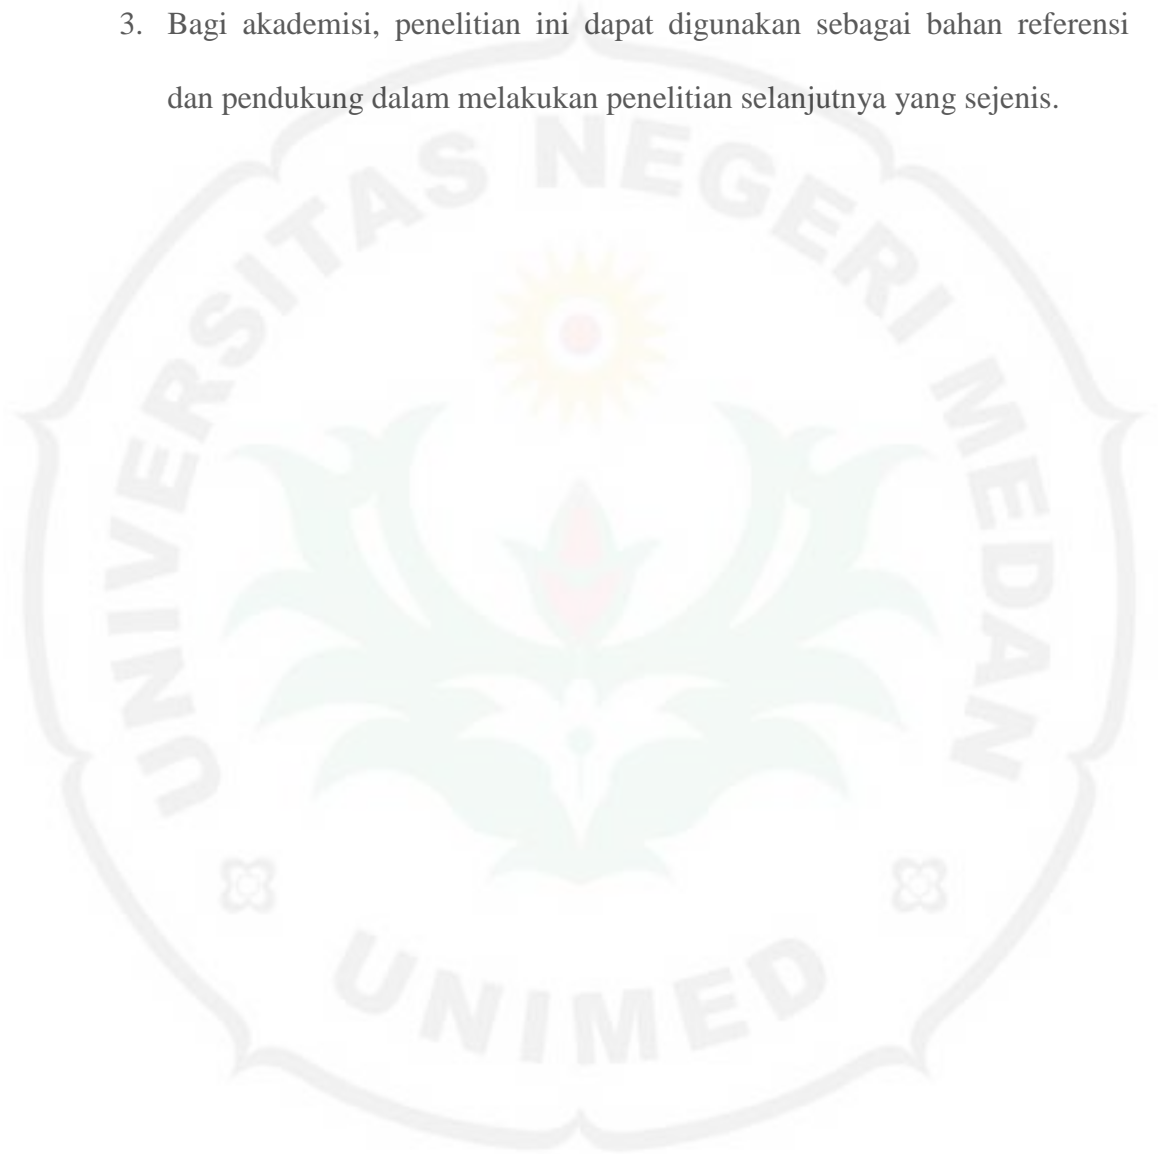 3. Bagi akademisi, penelitian ini dapat digunakan sebagai bahan referensi
dan pendukung dalam melakukan penelitian selanjutnya yang sejenis.
UNIVERSITAS NEGERI MEDAN
UNIMED